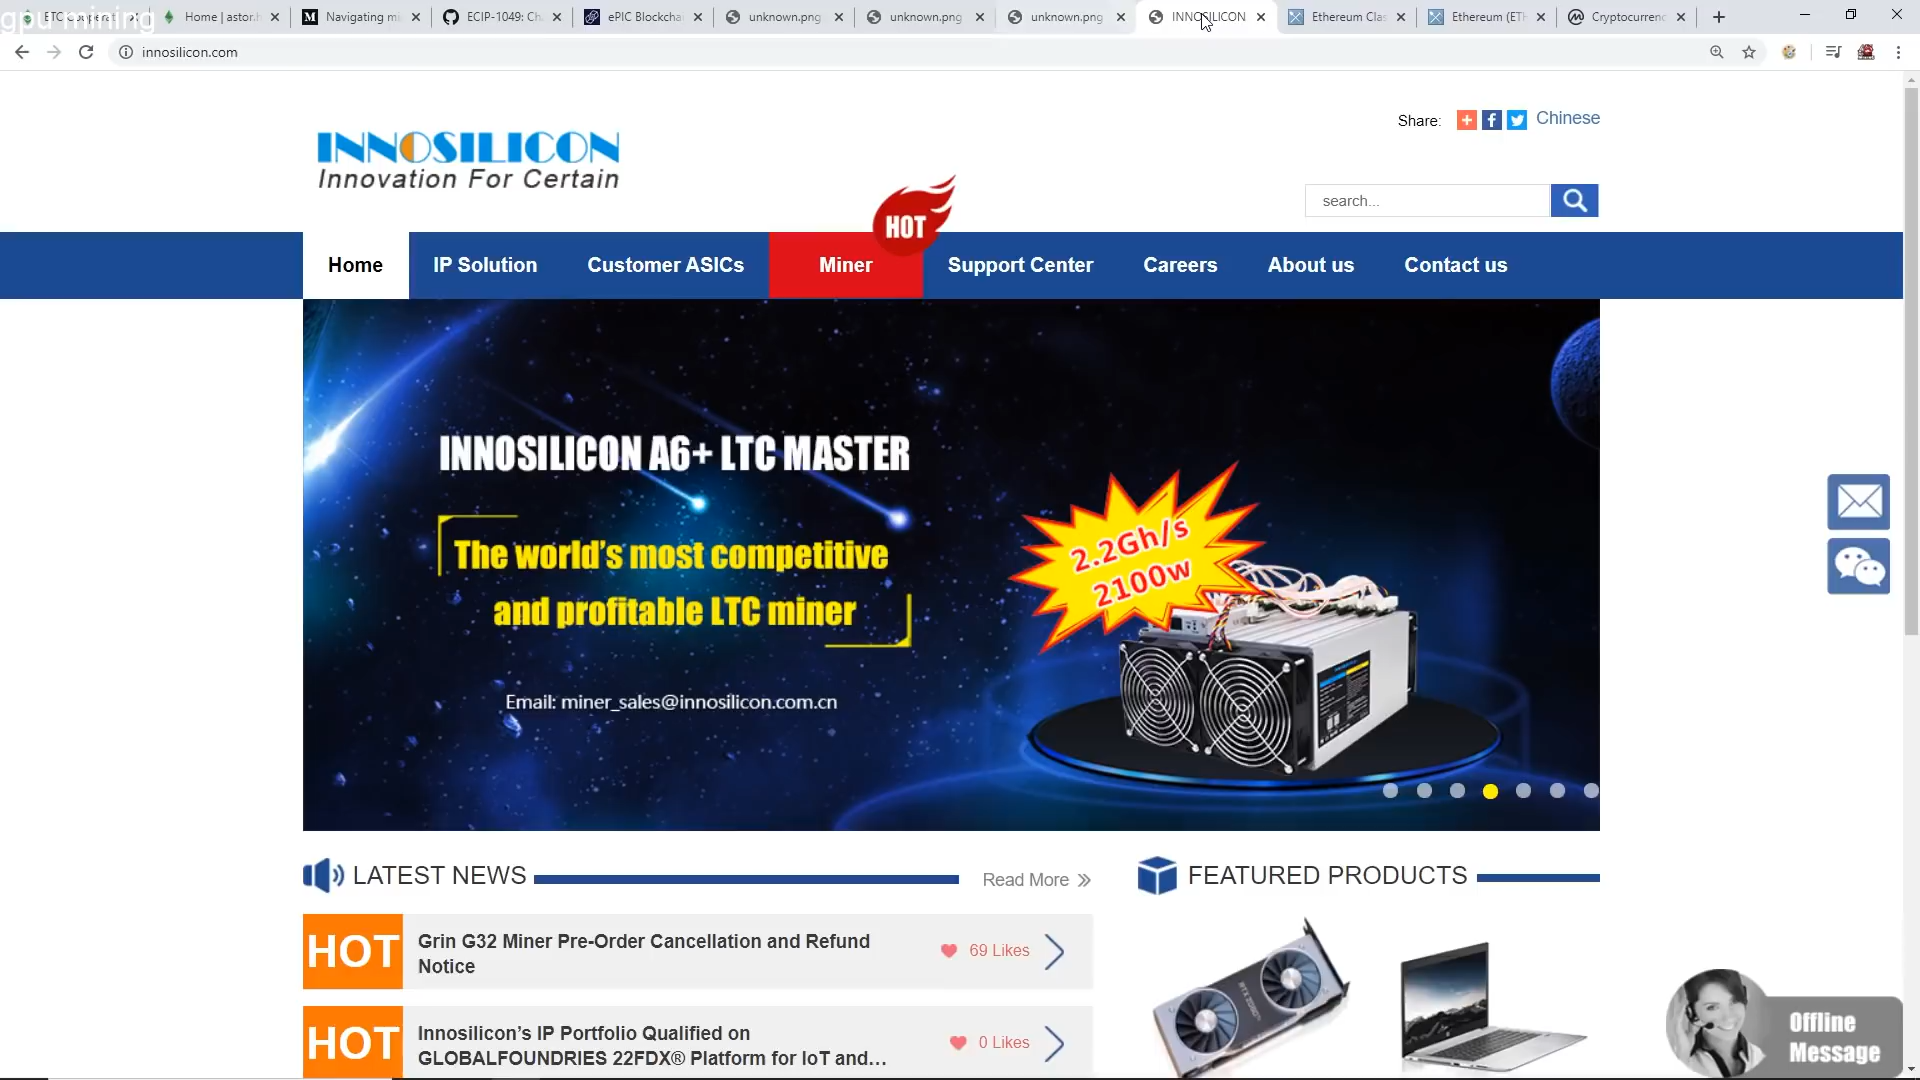 gpu mining
Home | astor.h
Navigating mi
ECIP-1049: Ch
ePIC Blockchai
unknown.png
unknown.png
unknown.png
INNOSILICON
Ethereum Clas
Ethereum (ETH
Cryptocurrenc
innosilicon.com
INNOSILICON
Innovation For Certain
Share:
Chinese
search...
HOT
Home
IP Solution
Customer ASICs
Miner
Support Center
Careers
About us
Contact us
INNOSILICON A6+ LTC MASTER
The world's most competitive
and profitable LTC miner
Email: miner_sales@innosilicon.com.cn
2.2Gh/s
2100w
LATEST NEWS
Read More
FEATURED PRODUCTS
HOT
Grin G32 Miner Pre-Order Cancellation and Refund
Notice
69 Likes
HOT
Innosilicon's IP Portfolio Qualified on
GLOBALFOUNDRIES 22FDX® Platform for IoT and...
0 Likes
Offline
Message